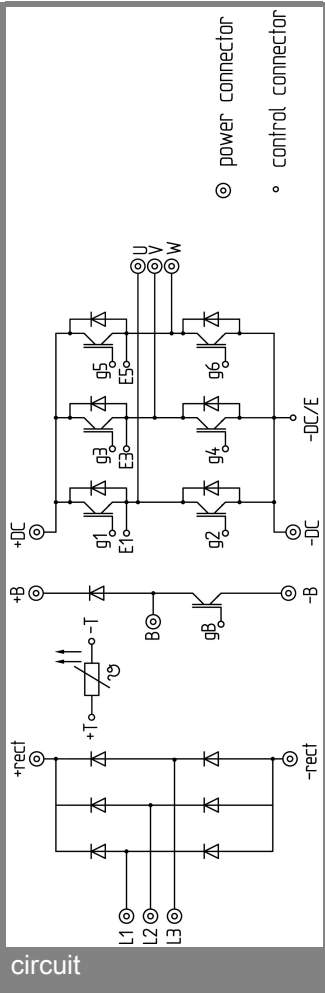 ⌾ power connector
∘ control connector
U
V
W
g5
E5
g6
g3
E3
g4
-DC/E
+DC
g1
E1
g2
-DC
+B
B
gB
-B
+T
-T
ϑ
+rect
-rect
L1
L2
L3
circuit